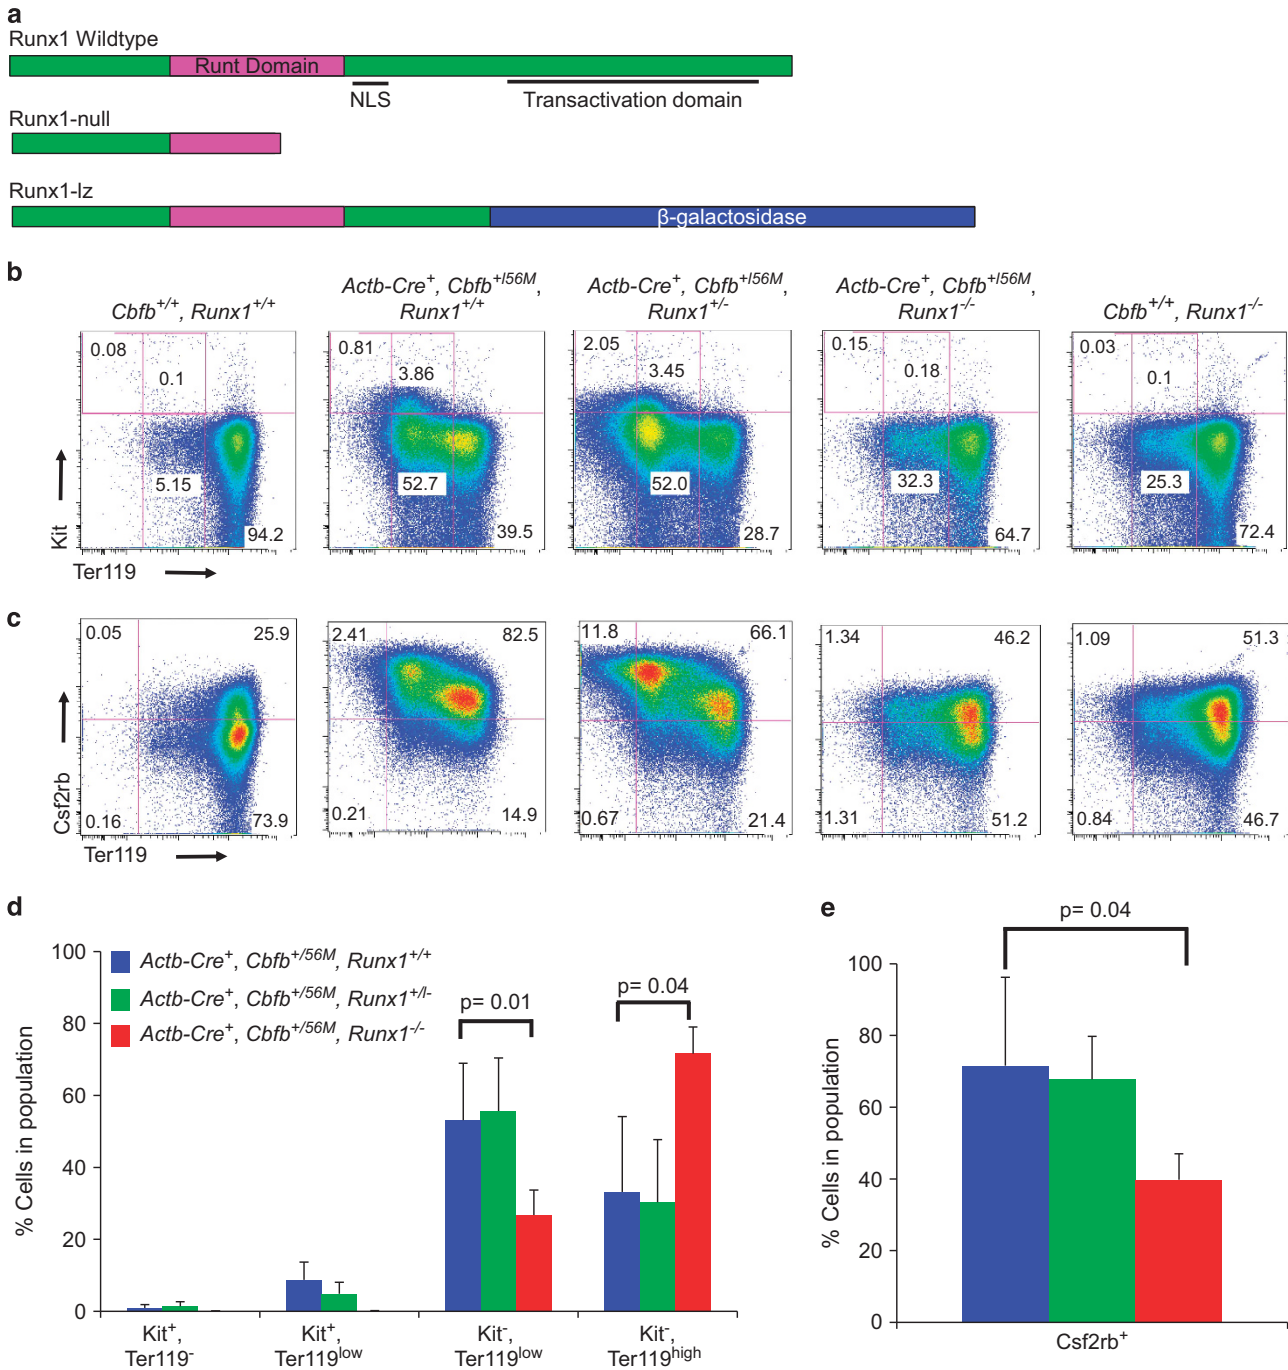 a
Runx1 Wildtype
Runt Domain
NLS
Transactivation domain
Runx1-null
Runx1-lz
β-galactosidase
b
Cbfb+/+, Runx1+/+
Actb-Cre+, Cbfb+/56M,
Runx1+/+
Actb-Cre+, Cbfb+/56M,
Runx1+/-
Actb-Cre+, Cbfb+/56M,
Runx1-/-
Cbfb+/+, Runx1-/-
0.08
0.1
5.15
94.2
0.81
3.86
52.7
39.5
2.05
3.45
52.0
28.7
0.15
0.18
32.3
64.7
0.03
0.1
25.3
72.4
Kit
Ter119
c
0.05
25.9
0.16
73.9
2.41
82.5
0.21
14.9
11.8
66.1
0.67
21.4
1.34
46.2
1.31
51.2
1.09
51.3
0.84
46.7
Csf2rb
Ter119
d
% Cells in population
100
80
60
40
20
0
Actb-Cre+, Cbfb+/56M, Runx1+/+
Actb-Cre+, Cbfb+/56M, Runx1+/l-
Actb-Cre+, Cbfb+/56M, Runx1-/-
p= 0.01
p= 0.04
Kit+,
Ter119-
Kit+,
Ter119low
Kit-,
Ter119low
Kit-,
Ter119high
e
p= 0.04
% Cells in population
100
80
60
40
20
0
Csf2rb+